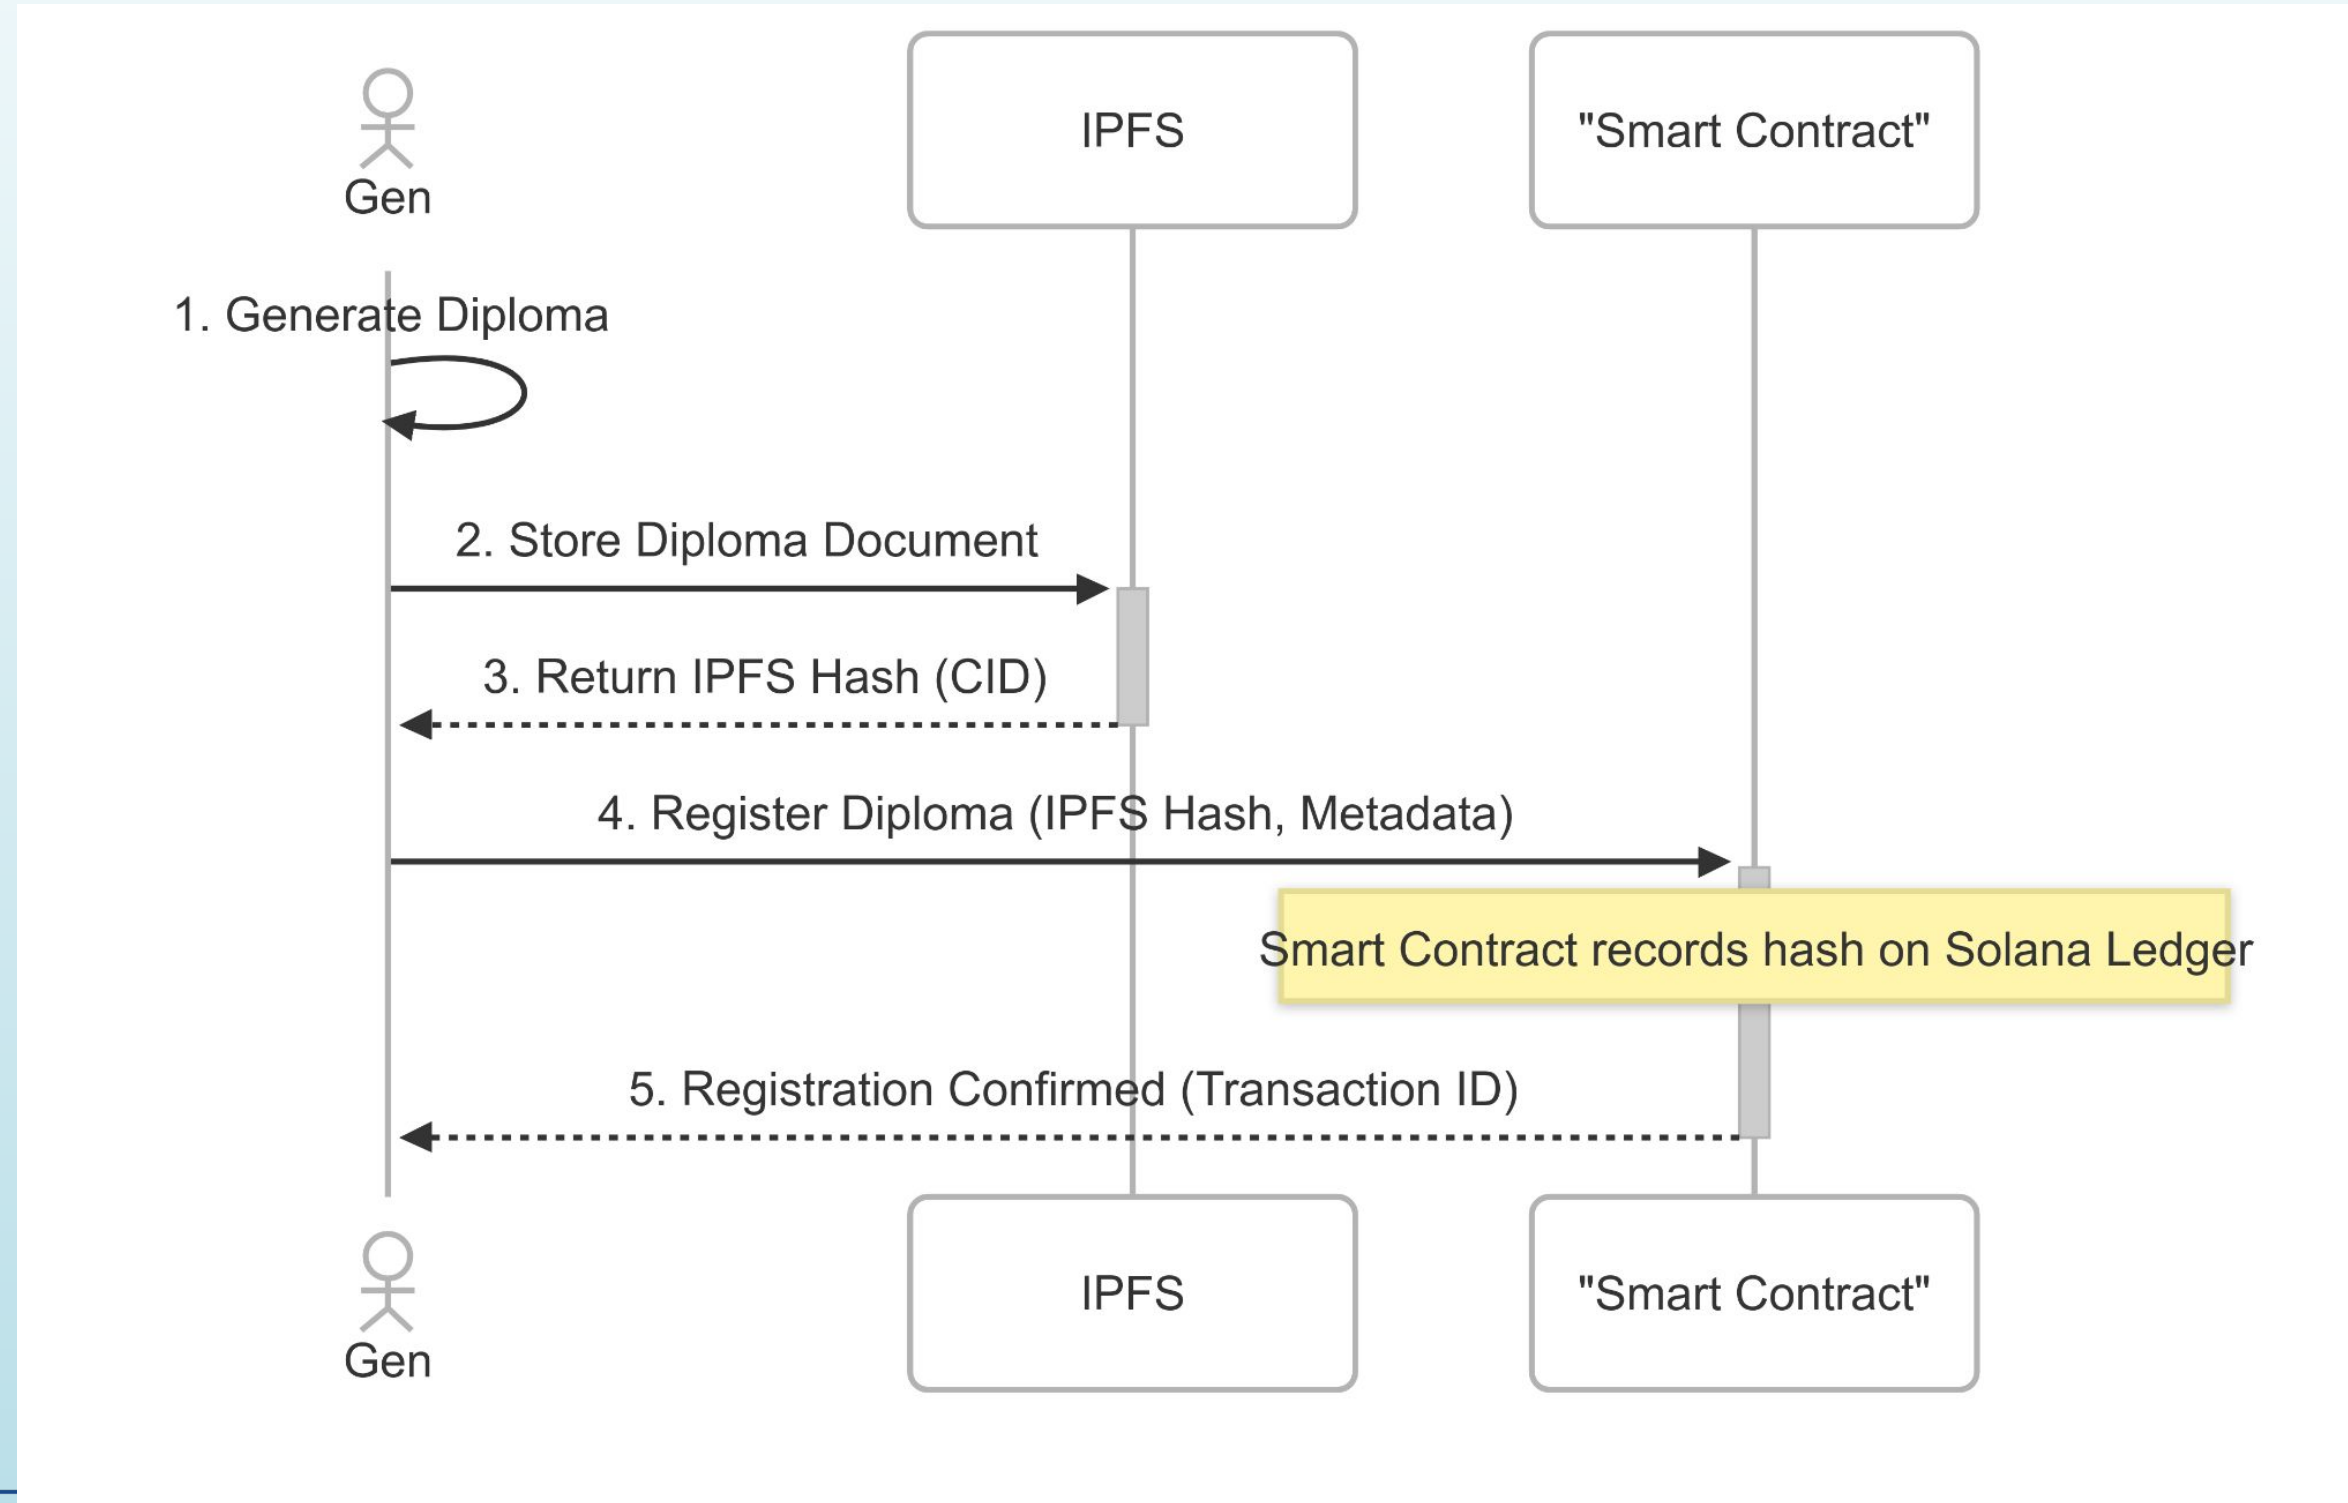 Gen
IPFS
"Smart Contract"
1. Generate Diploma
2. Store Diploma Document
3. Return IPFS Hash (CID)
4. Register Diploma (IPFS Hash, Metadata)
Smart Contract records hash on Solana Ledger
5. Registration Confirmed (Transaction ID)
Gen
IPFS
"Smart Contract"